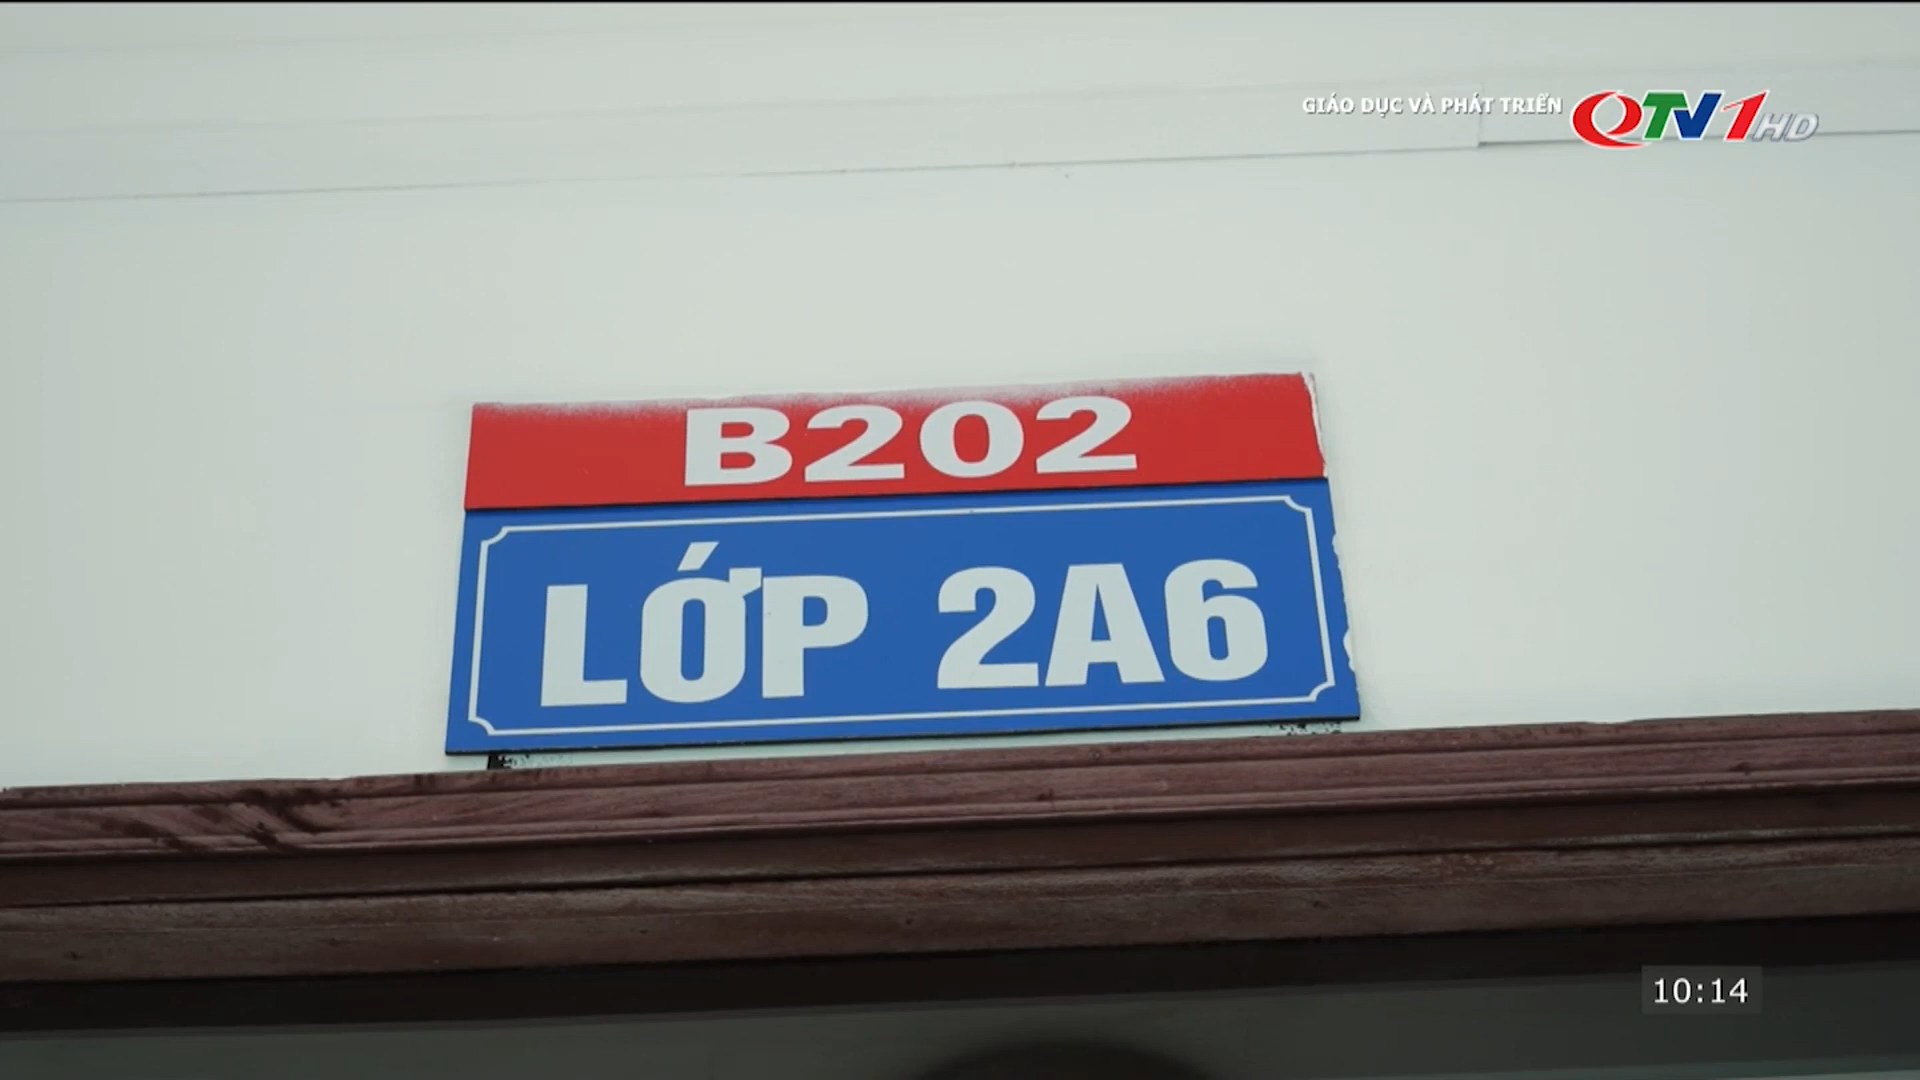 GIÁO DỤC VÀ PHÁT TRIỂN QTV1HD
B202
LỚP 2A6
10:14